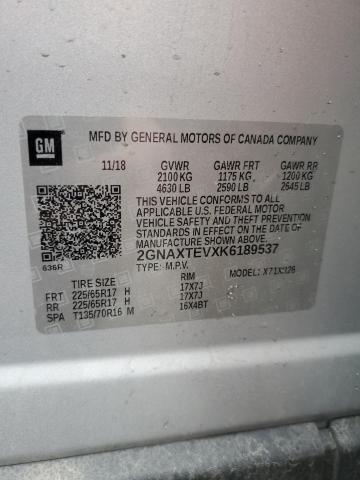 GM
MFD BY GENERAL MOTORS OF CANADA COMPANY
11/18 GVWR GAWR FRT GAWR RR
2100 KG 1175 KG 1200 KG
4630 LB 2590 LB 2645 LB
THIS VEHICLE CONFORMS TO ALL
APPLICABLE U.S. FEDERAL MOTOR
VEHICLE SAFETY AND THEFT PREVENTION
STANDARDS IN EFFECT ON THE DATE OF
MANUFACTURE SHOWN ABOVE.
2GNAXTEVXK6189537
636R TYPE: M.P.V. MODEL: X71X326
TIRE SIZE RIM
FRT 225/65R17 H 17X7J
RR 225/65R17 H 17X7J
SPA T135/70R16 M 16X4BT